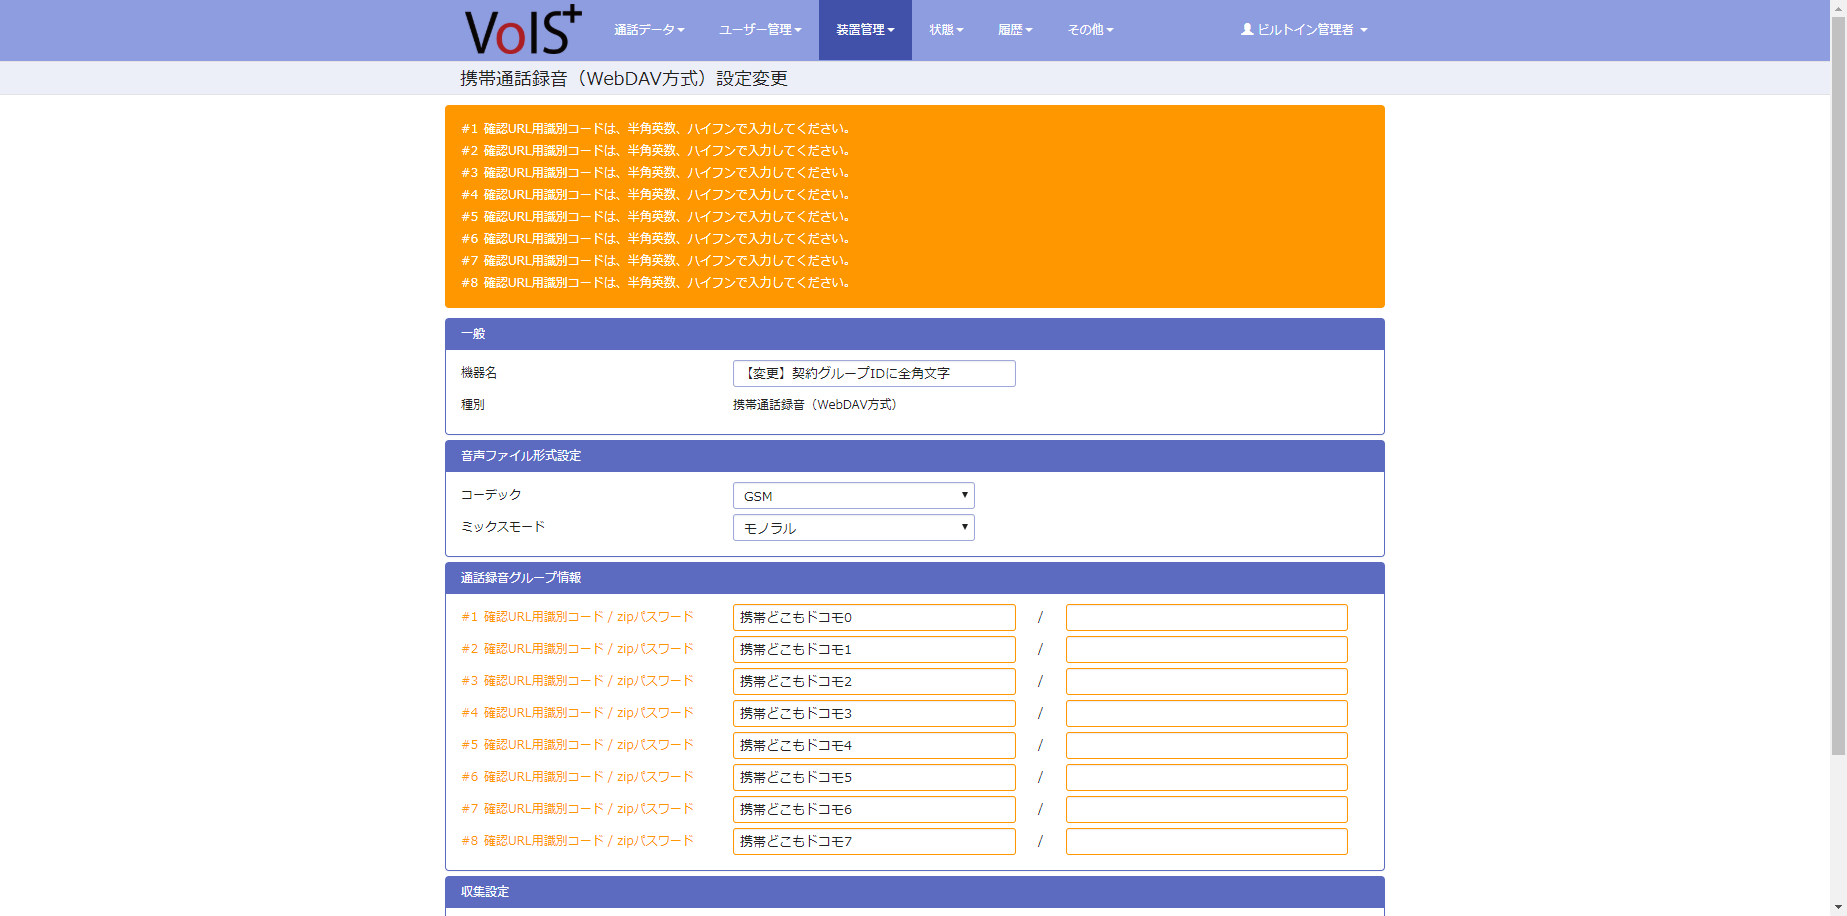 VoIS+ 通話データ ユーザー管理 装置管理 状態 履歴 その他 ビルトイン管理者
携帯通話録音（WebDAV方式）設定変更
#1 確認URL用識別コードは、半角英数、ハイフンで入力してください。
#2 確認URL用識別コードは、半角英数、ハイフンで入力してください。
#3 確認URL用識別コードは、半角英数、ハイフンで入力してください。
#4 確認URL用識別コードは、半角英数、ハイフンで入力してください。
#5 確認URL用識別コードは、半角英数、ハイフンで入力してください。
#6 確認URL用識別コードは、半角英数、ハイフンで入力してください。
#7 確認URL用識別コードは、半角英数、ハイフンで入力してください。
#8 確認URL用識別コードは、半角英数、ハイフンで入力してください。
一般
機器名 【変更】契約グループIDに全角文字
種別 携帯通話録音（WebDAV方式）
音声ファイル形式設定
コーデック GSM
ミックスモード モノラル
通話録音グループ情報
#1 確認URL用識別コード / zipパスワード 携帯どこもドコモ0 /
#2 確認URL用識別コード / zipパスワード 携帯どこもドコモ1 /
#3 確認URL用識別コード / zipパスワード 携帯どこもドコモ2 /
#4 確認URL用識別コード / zipパスワード 携帯どこもドコモ3 /
#5 確認URL用識別コード / zipパスワード 携帯どこもドコモ4 /
#6 確認URL用識別コード / zipパスワード 携帯どこもドコモ5 /
#7 確認URL用識別コード / zipパスワード 携帯どこもドコモ6 /
#8 確認URL用識別コード / zipパスワード 携帯どこもドコモ7 /
収集設定